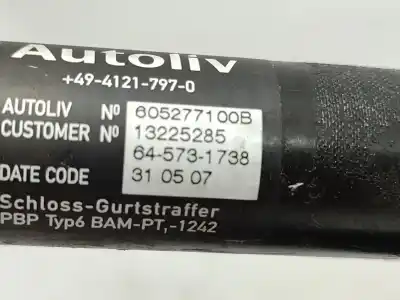 Autoliv
+49-4121-797-0
AUTOLIV Nº 605277100B
CUSTOMER Nº 13225285
64-573-1738
DATE CODE 31 05 07
Schloss-Gurtstraffer
PBP Typ6 BAM-PT,-1242